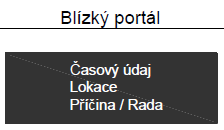 Blízký portál
Časový údaj
Lokace
Příčina / Rada